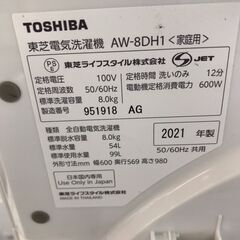 TOSHIBA
東芝電気洗濯機 AW-8DH1<家庭用>
PS E
東芝ライフスタイル株式会社
JET
定格電圧 100V
定格時間 洗いのみ 12分
定格周波数 50/60Hz
電動機定格消費電力 600W
標準洗濯容量 8.0kg
製造番号 951918 AG
種類 全自動電気洗濯機
標準脱水容量 8.0kg
2021 年製
標準水量 54L
標準使用水量 99L
50/60Hz 共用
外形寸法mm 幅600 奥行569 高さ980
日本国内専用
Use Only in Japan
東芝ライフスタイル株式会社
MADE IN THAILAND